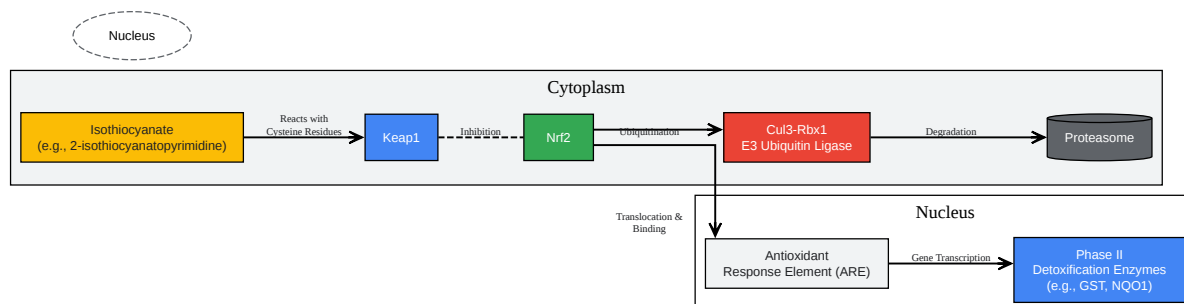 Nucleus
Cytoplasm
Isothiocyanate
(e.g., 2-isothiocyanatopyrimidine)
Reacts with
Cysteine Residues
Keap1
Inhibition
Nrf2
Ubiquitination
Cul3-Rbx1
E3 Ubiquitin Ligase
Degradation
Proteasome
Translocation &
Binding
Nucleus
Antioxidant
Response Element (ARE)
Gene Transcription
Phase II
Detoxification Enzymes
(e.g., GST, NQO1)